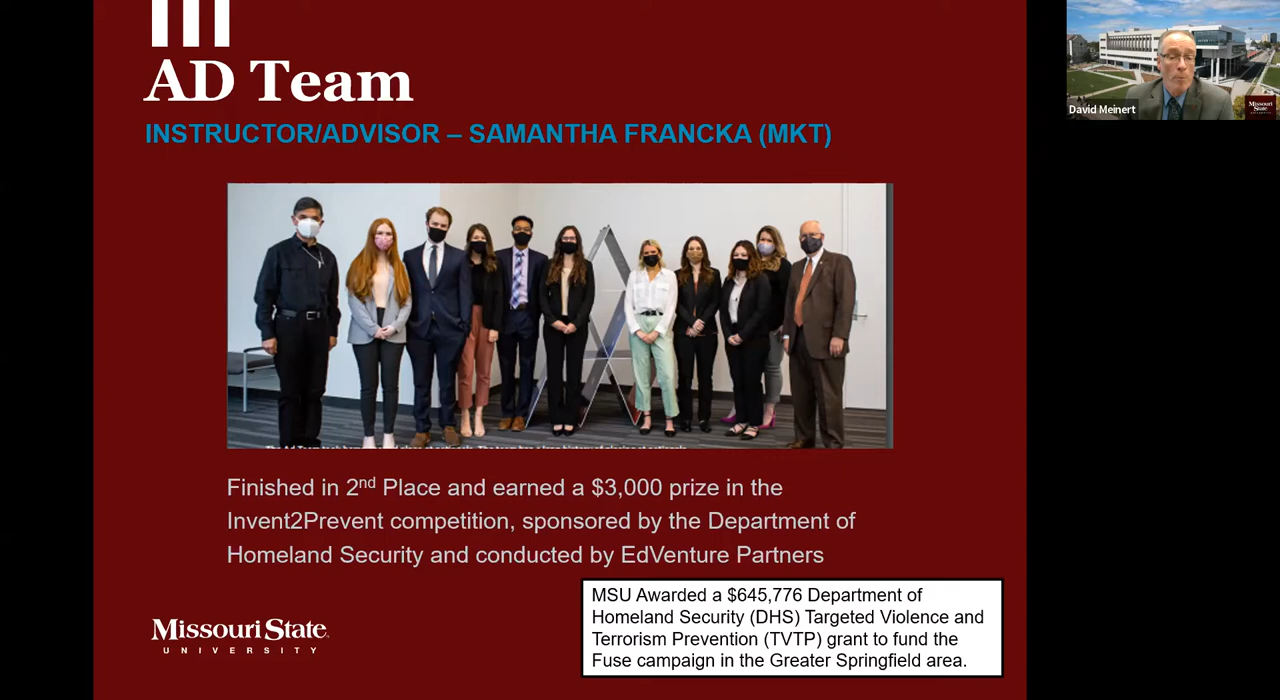 AD Team
INSTRUCTOR/ADVISOR – SAMANTHA FRANCKA (MKT)
Finished in 2nd Place and earned a $3,000 prize in the
Invent2Prevent competition, sponsored by the Department of
Homeland Security and conducted by EdVenture Partners
MSU Awarded a $645,776 Department of
Homeland Security (DHS) Targeted Violence and
Terrorism Prevention (TVTP) grant to fund the
Fuse campaign in the Greater Springfield area.
Missouri State
UNIVERSITY
David Meinert
Missouri
State